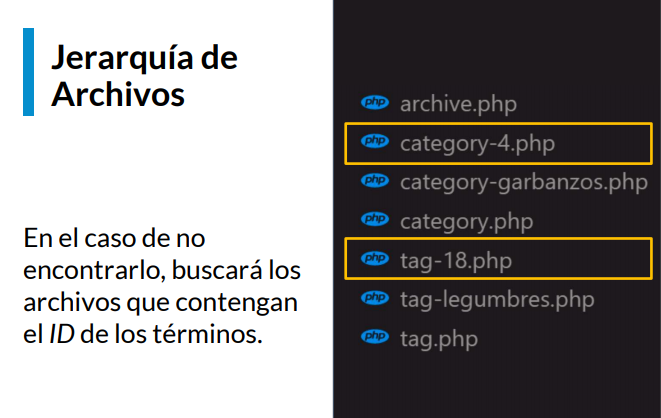 Jerarquía de
Archivos
En el caso de no
encontrarlo, buscará los
archivos que contengan
el ID de los términos.
php archive.php
php category-4.php
php category-garbanzos.php
php category.php
php tag-18.php
php tag-legumbres.php
php tag.php